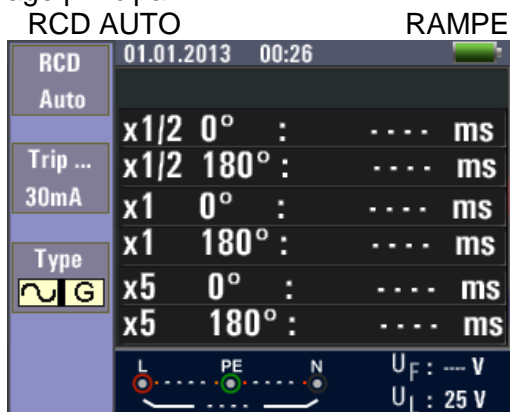 RCD AUTO RAMPE
RCD
Auto
01.01.2013 00:26
x1/2 0° : ---- ms
x1/2 180° : ---- ms
Trip ...
30mA
x1 0° : ---- ms
x1 180° : ---- ms
Type
G
x5 0° : ---- ms
x5 180° : ---- ms
L PE N
UF : --- V
UL : 25 V